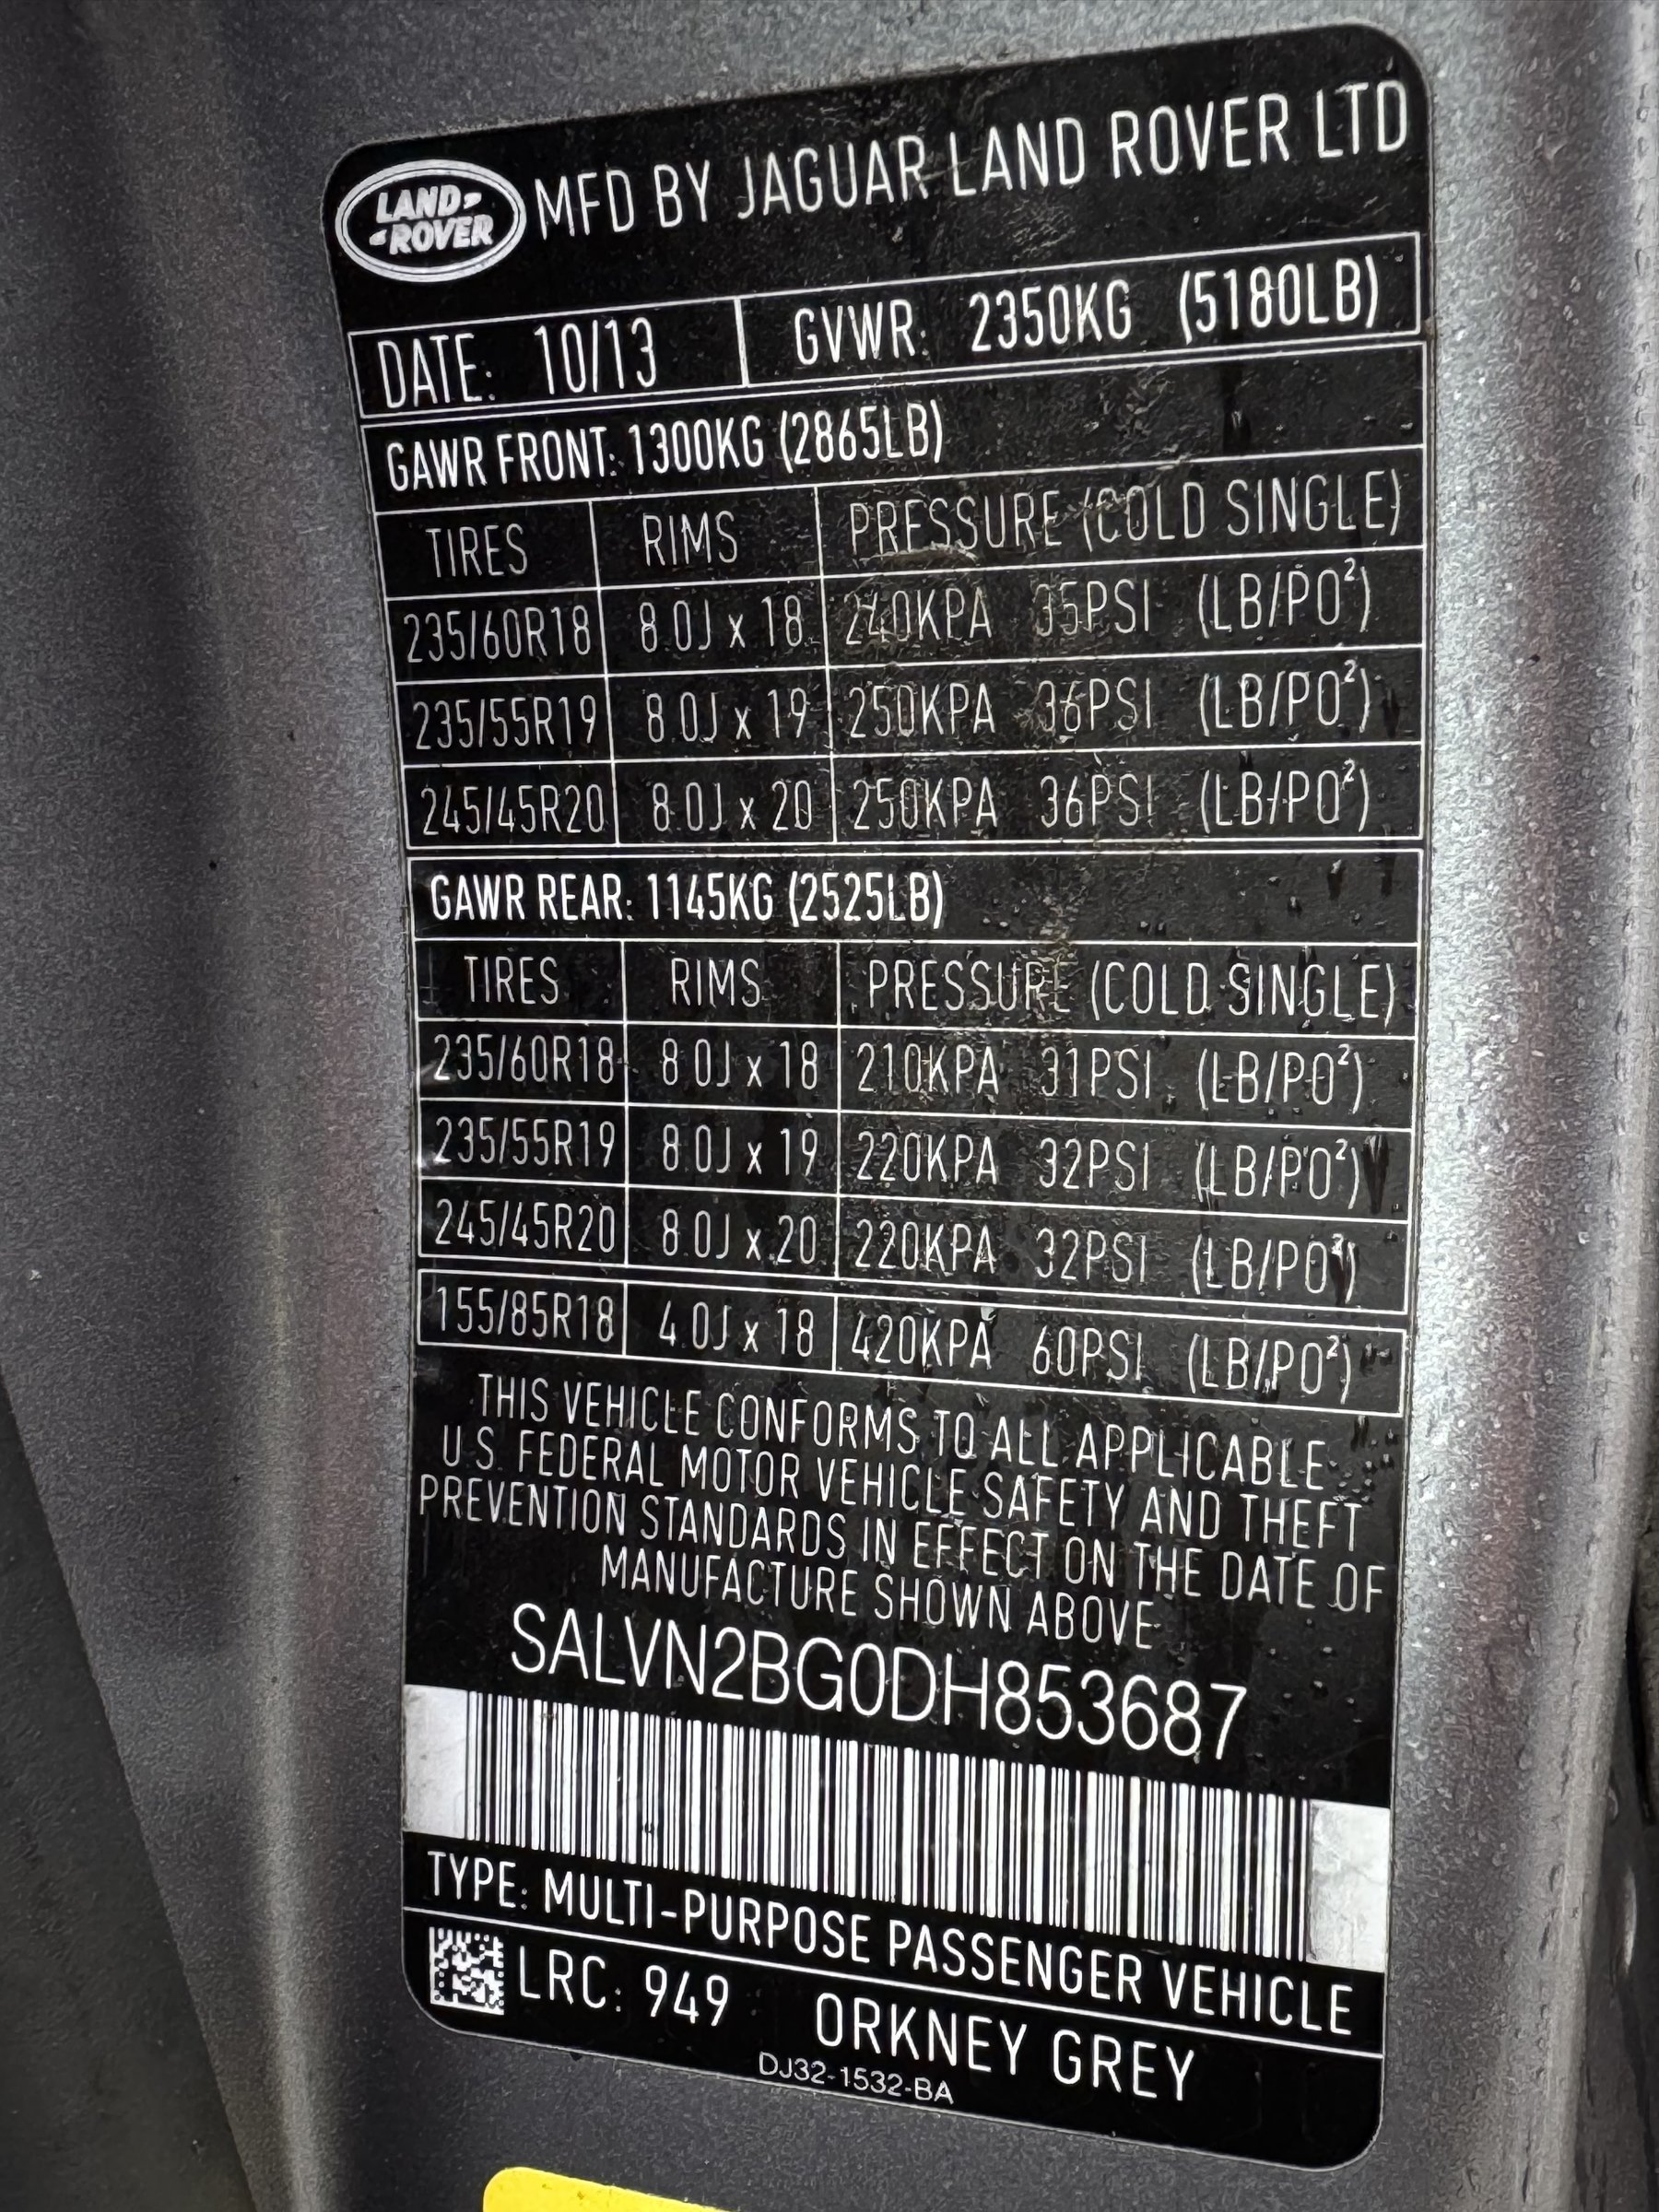 LAND ROVER MFD BY JAGUAR LAND ROVER LTD
DATE: 10/13 GVWR: 2350KG (5180LB)
GAWR FRONT: 1300KG (2865LB)
TIRES RIMS PRESSURE (COLD SINGLE)
235/60R18 8.0J x 18 240KPA 35PSI (LB/PO²)
235/55R19 8.0J x 19 250KPA 36PSI (LB/PO²)
245/45R20 8.0J x 20 250KPA 36PSI (LB/PO²)
GAWR REAR: 1145KG (2525LB)
TIRES RIMS PRESSURE (COLD SINGLE)
235/60R18 8.0J x 18 210KPA 31PSI (LB/PO²)
235/55R19 8.0J x 19 220KPA 32PSI (LB/PO²)
245/45R20 8.0J x 20 220KPA 32PSI (LB/PO²)
155/85R18 4.0J x 18 420KPA 60PSI (LB/PO²)
THIS VEHICLE CONFORMS TO ALL APPLICABLE
U.S. FEDERAL MOTOR VEHICLE SAFETY AND THEFT
PREVENTION STANDARDS IN EFFECT ON THE DATE OF
MANUFACTURE SHOWN ABOVE
SALVN2BG0DH853687
TYPE: MULTI-PURPOSE PASSENGER VEHICLE
LRC: 949 ORKNEY GREY
DJ32-1532-BA